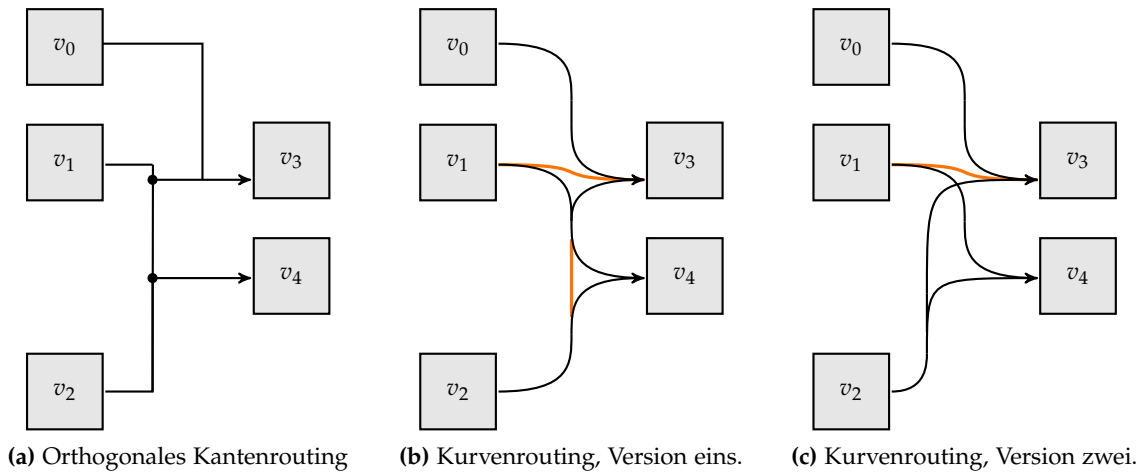 v₀ v₀ v₀
v₁ v₃ v₁ v₃ v₁ v₃
v₄ v₄ v₄
v₂ v₂ v₂
(a) Orthogonales Kantenrouting (b) Kurvenrouting, Version eins. (c) Kurvenrouting, Version zwei.